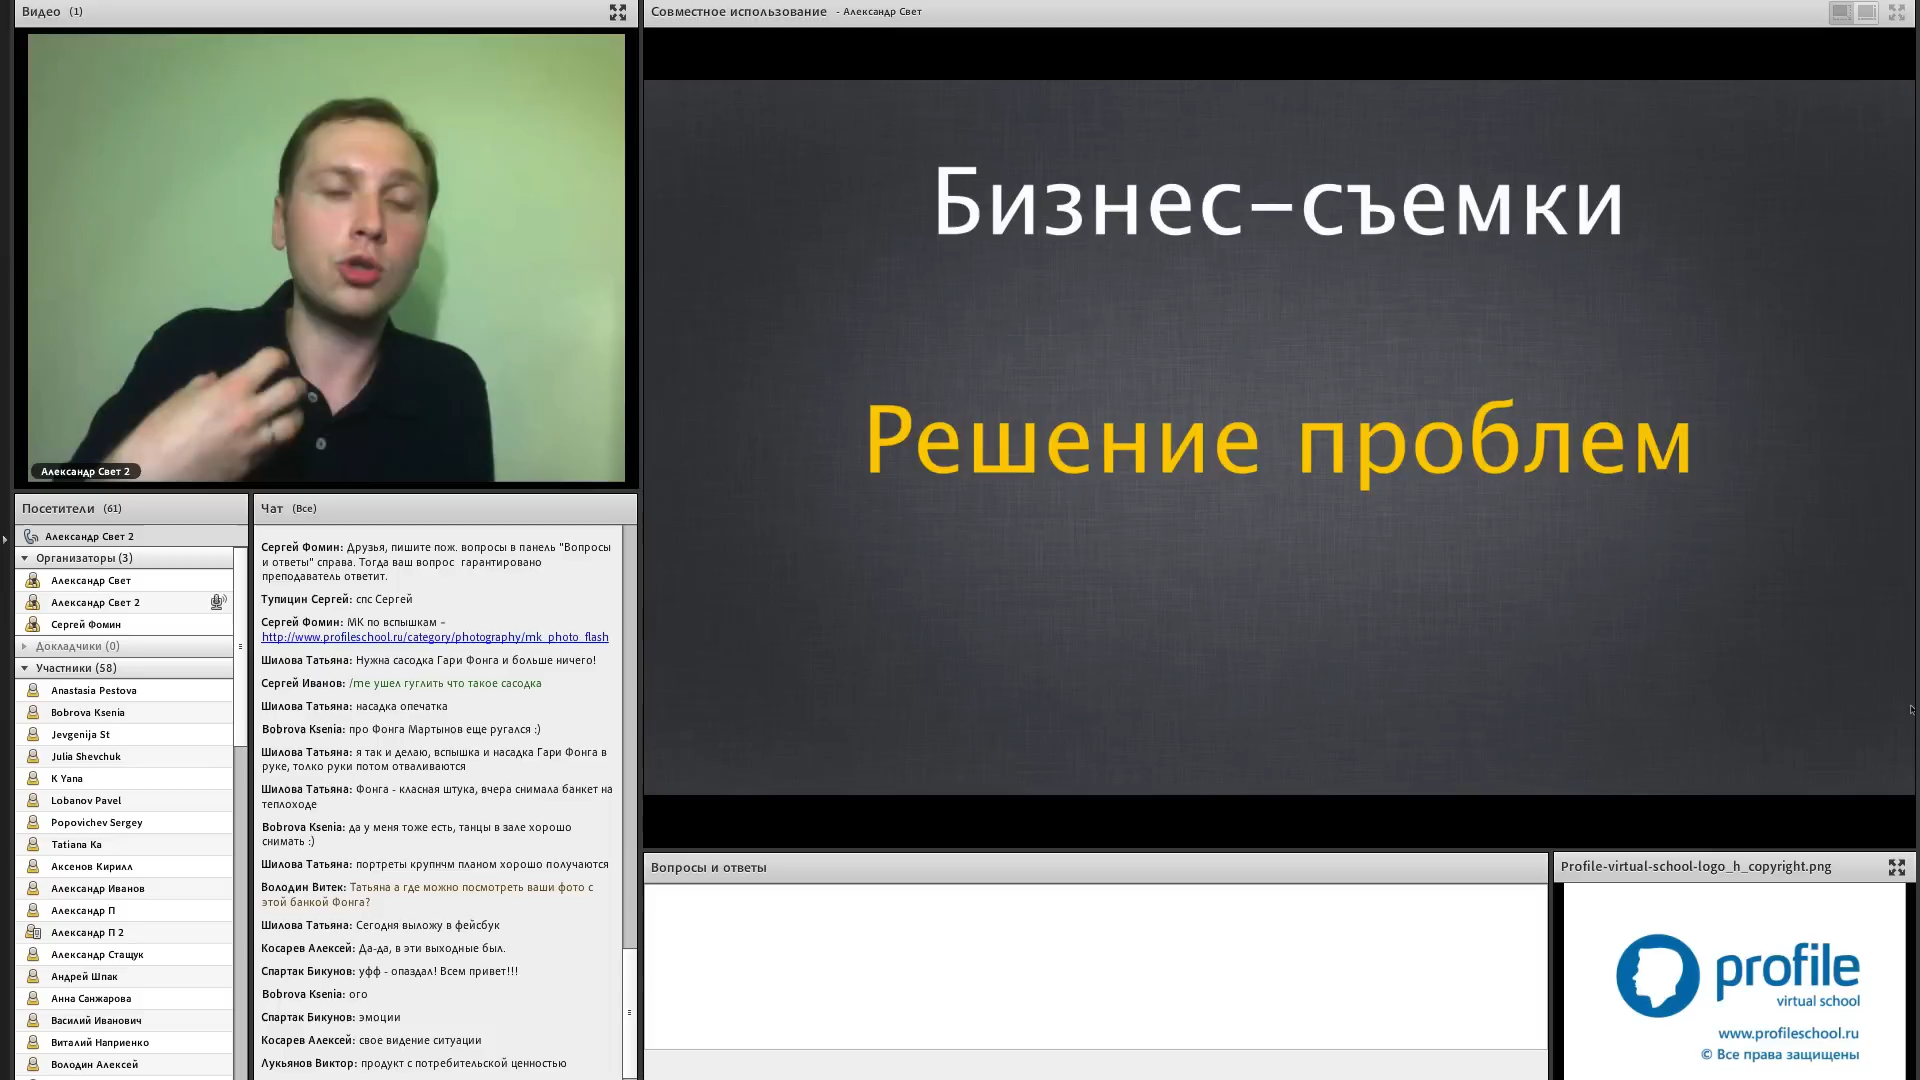 Видео (1)
Александр Свет 2
Посетители (61)
Александр Свет 2
Организаторы (3)
Александр Свет
Александр Свет 2
Сергей Фомин
Докладчики (0)
Участники (58)
Anastasia Pestova
Bobrova Ksenia
Jevgenija St
Julia Shevchuk
K Yana
Lobanov Pavel
Popovichev Sergey
Tatiana Ka
Аксенов Кирилл
Александр Иванов
Александр П
Александр П 2
Александр Стащук
Андрей Шпак
Анна Санжарова
Василий Иванович
Виталий Наприенко
Володин Алексей
Чат (Все)
Сергей Фомин: Друзья, пишите пож. вопросы в панель "Вопросы
и ответы" справа. Тогда ваш вопрос гарантировано
преподаватель ответит.
Тупицин Сергей: спс Сергей
Сергей Фомин: МК по вспышкам –
http://www.profileschool.ru/category/photography/mk_photo_flash
Шилова Татьяна: Нужна сасодка Гари Фонга и больше ничего!
Сергей Иванов: /me ушел гуглить что такое сасодка
Шилова Татьяна: насадка опечатка
Bobrova Ksenia: про Фонга Мартынов еще ругался :)
Шилова Татьяна: я так и делаю, вспышка и насадка Гари Фонга в
руке, толко руки потом отваливаются
Шилова Татьяна: Фонга - класная штука, вчера снимала банкет на
теплоходе
Bobrova Ksenia: да у меня тоже есть, танцы в зале хорошо
снимать :)
Шилова Татьяна: портреты крупнчм планом хорошо получаются
Володин Витек: Татьяна а где можно посмотреть ваши фото с
этой банкой Фонга?
Шилова Татьяна: Сегодня выложу в фейсбук
Косарев Алексей: Да-да, в эти выходные был.
Спартак Бикунов: уфф - опаздал! Всем привет!!!
Bobrova Ksenia: ого
Спартак Бикунов: эмоции
Косарев Алексей: свое видение ситуации
Лукьянов Виктор: продукт с потребительской ценностью
Совместное использование - Александр Свет
Бизнес-съемки
Решение проблем
Вопросы и ответы
Profile-virtual-school-logo_h_copyright.png
profile
virtual school
www.profileschool.ru
© Все права защищены